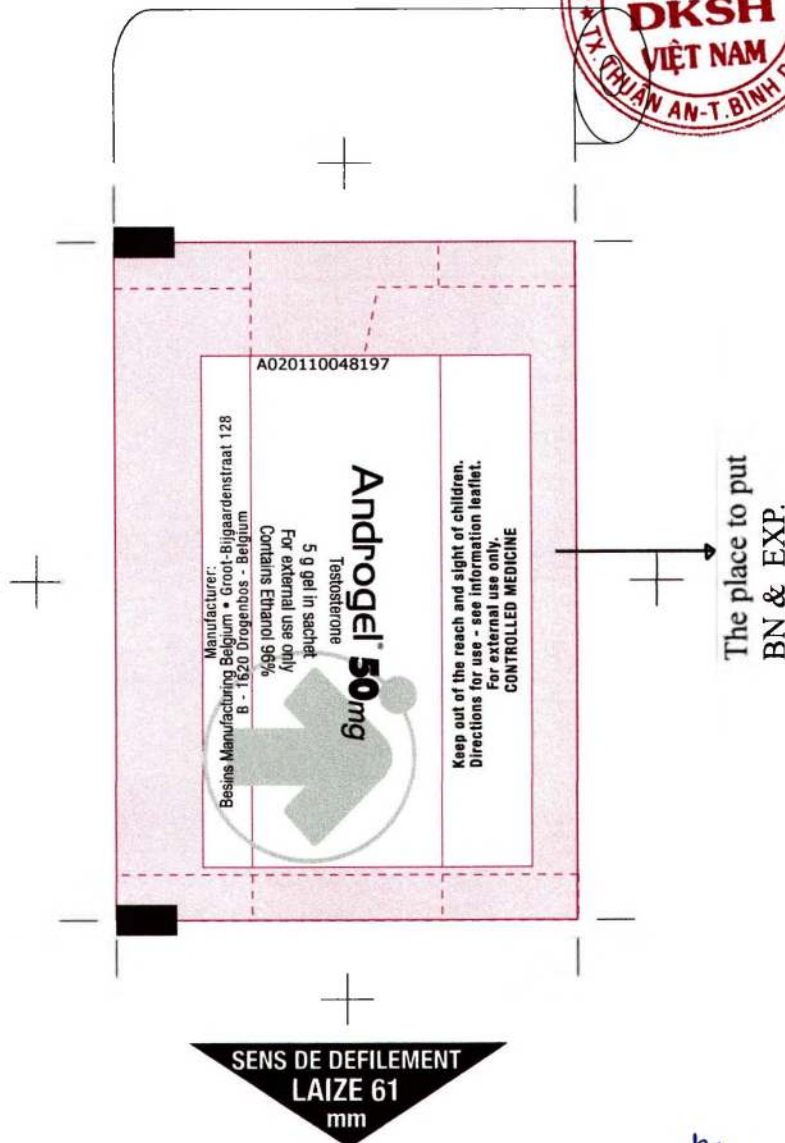 DKSH
VIỆT NAM
★ TX. THUẬN AN-T.BÌNH
A020110048197
Manufacturer:
Besins Manufacturing Belgium • Groot-Bijgaardenstraat 128
B - 1620 Drogenbos - Belgium
Androgel® 50mg
Testosterone
5 g gel in sachet
For external use only
Contains Ethanol 96%
Keep out of the reach and sight of children.
Directions for use - see information leaflet.
For external use only.
CONTROLLED MEDICINE
The place to put
BN & EXP.
SENS DE DEFILEMENT
LAIZE 61
mm